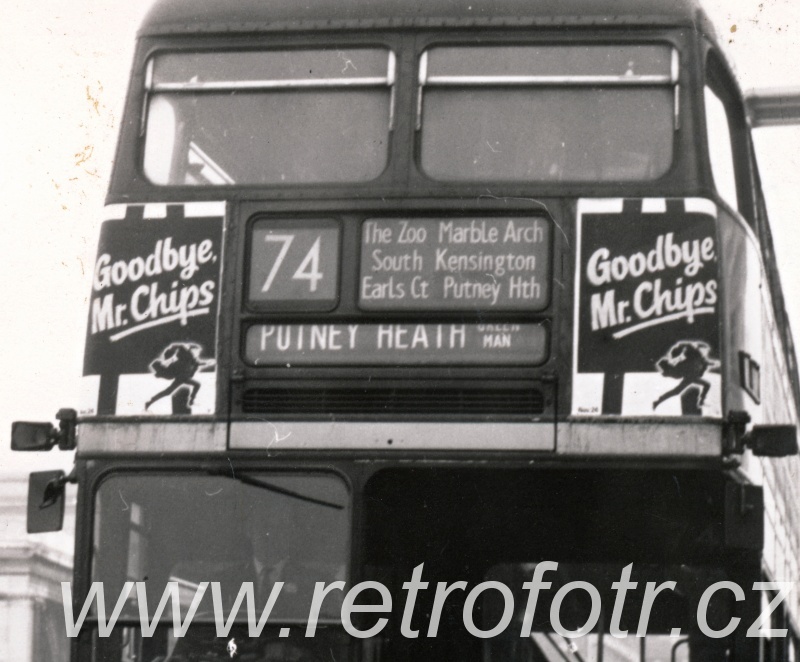 Goodbye,
Mr. Chips
74
The Zoo Marble Arch
South Kensington
Earls Ct Putney Hth
PUTNEY HEATH GREEN
MAN
Goodbye,
Mr. Chips
www.retrofotr.cz